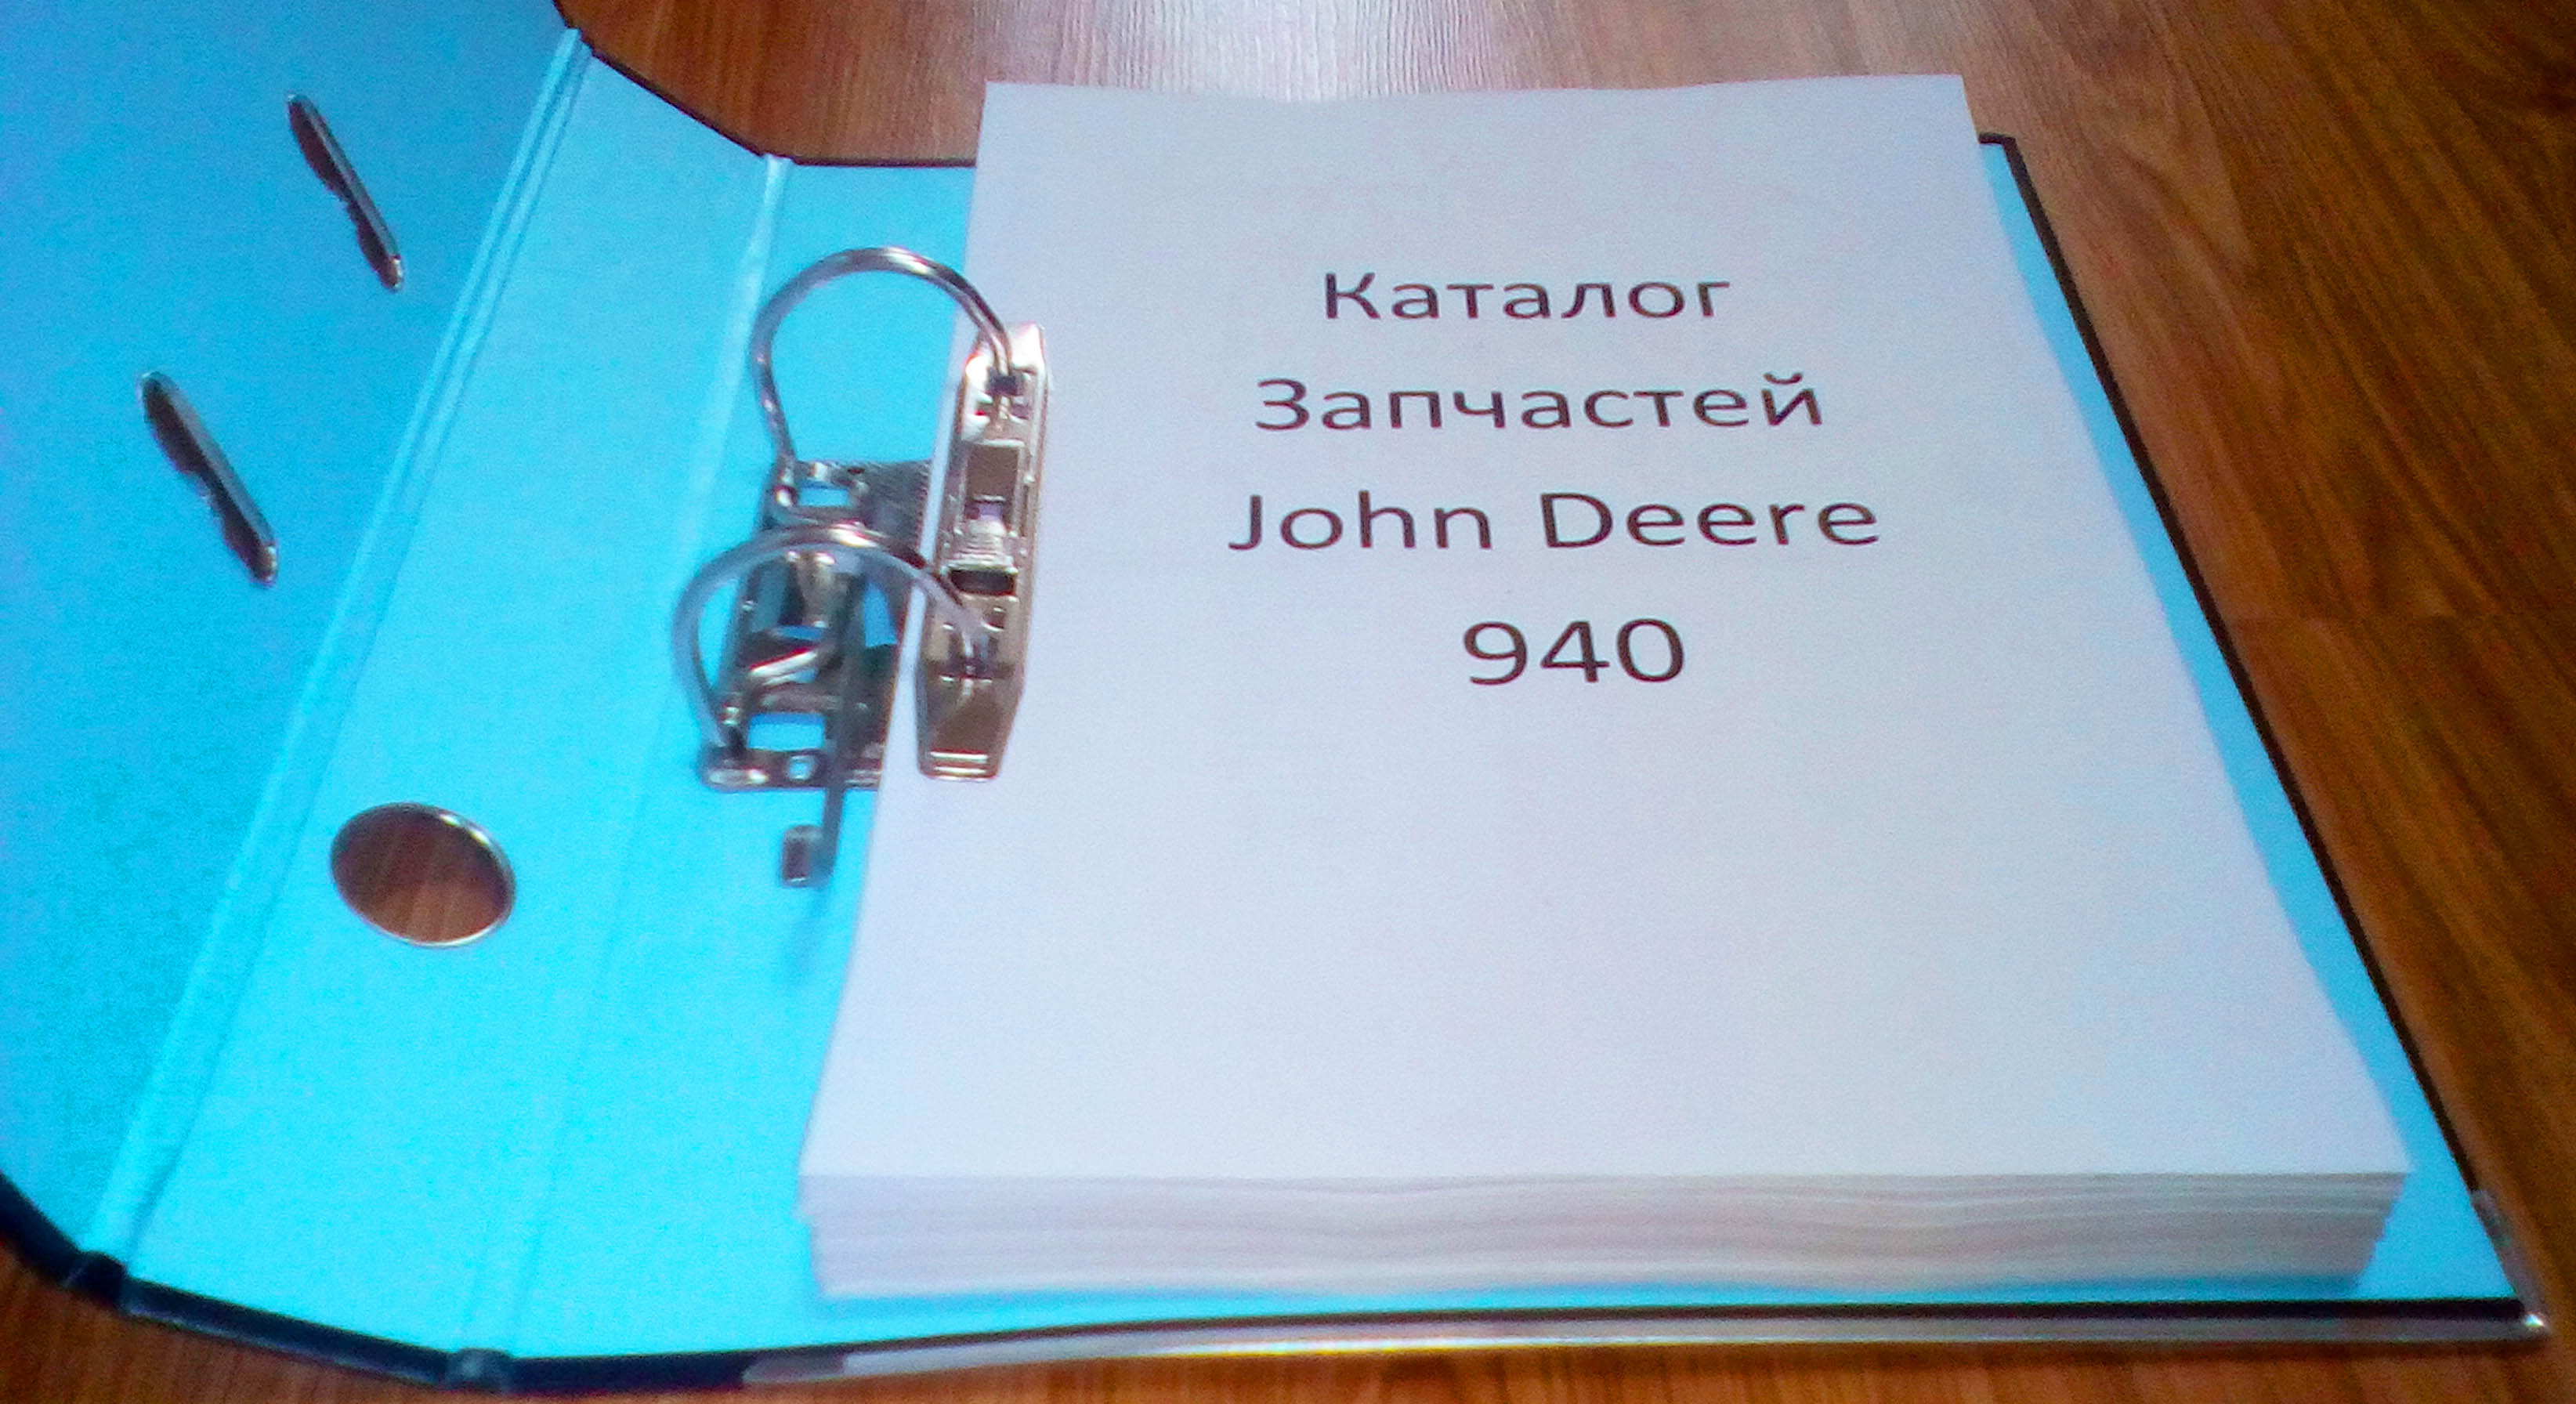 Каталог
Запчастей
John Deere
940